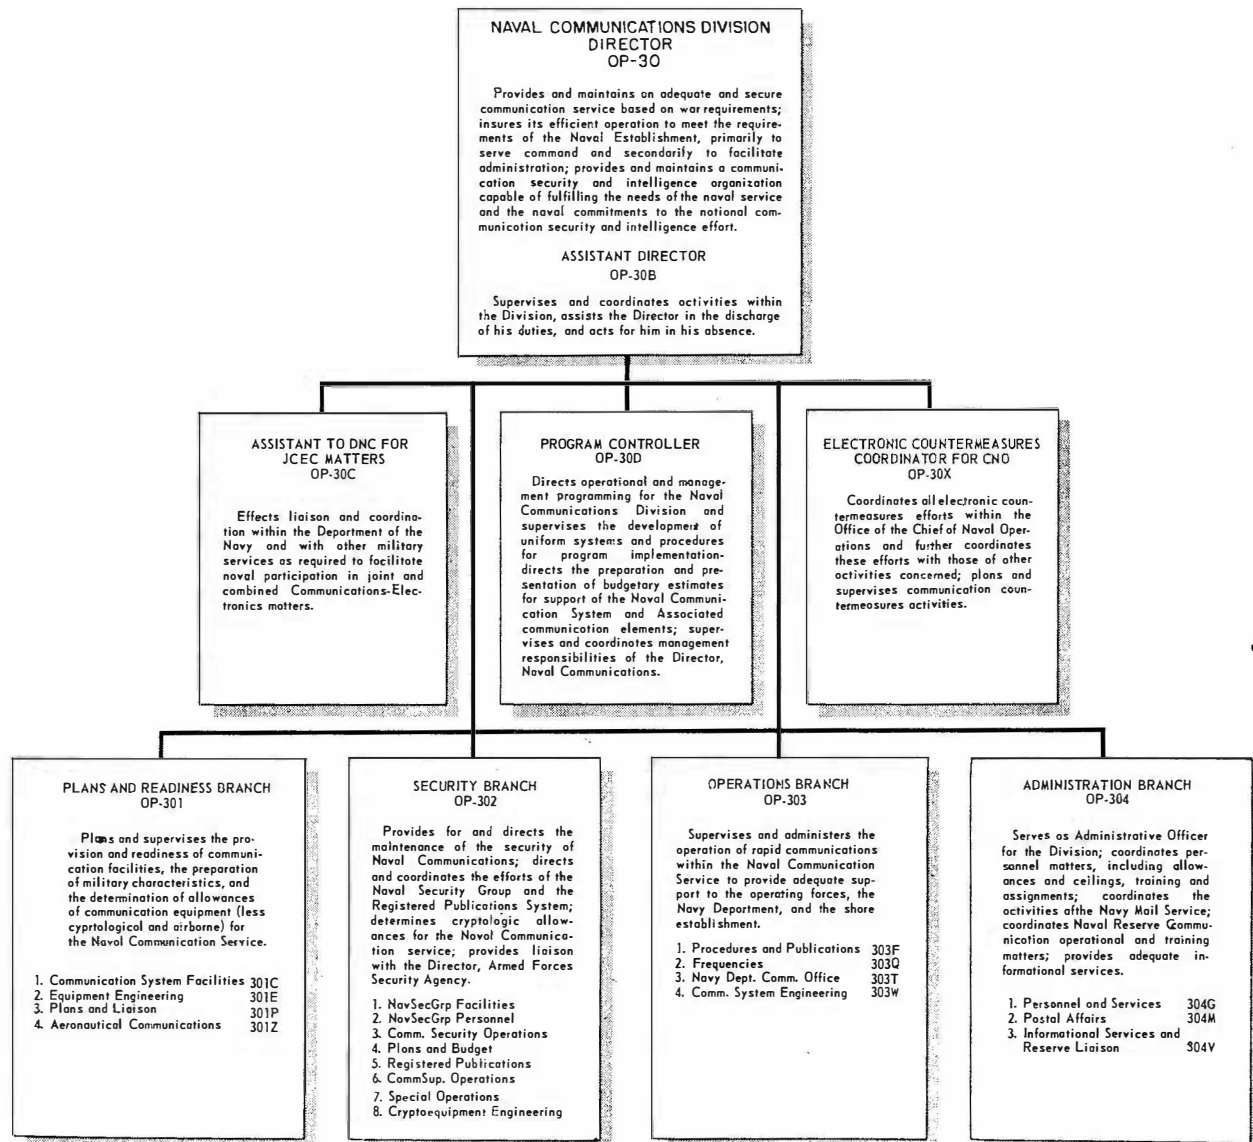 NAVAL COMMUNICATIONS DIVISION
DIRECTOR
OP-30
Provides and maintains on adequate and secure
communication service based on war requirements;
insures its efficient operation to meet the require-
ments of the Naval Establishment, primarily to
serve command and secondarily to facilitate
administration; provides and maintains a communi-
cation security and intelligence organization
capable of fulfilling the needs of the naval service
and the naval commitments to the notional com-
munication security and intelligence effort.
ASSISTANT DIRECTOR
OP-30B
Supervises and coordinates octivities within
the Division, assists the Director in the discharge
of his duties, and acts for him in his absence.
ASSISTANT TO DNC FOR
JCEC MATTERS
OP-30C
Effects liaison and coordina-
tion within the Department of the
Navy and with other military
services as required to facilitote
noval participation in joint and
combined Communications-Elec-
tronics motters.
PROGRAM CONTROLLER
OP-30D
Directs operational and manage-
ment programming for the Naval
Communications Division and
supervises the development of
uniform systems and procedures
for program implementation-
directs the preparation and pre-
sentation of budgetary estimates
for support of the Naval Communi-
cation System and Associated
communication elements; super-
vises and coordinates management
responsibilities of the Director,
Naval Communications.
ELECTRONIC COUNTERMEASURES
COORDINATOR FOR CNO
OP-30X
Coordinates all electronic coun-
termeasures efforts within the
Office of the Chief of Naval Oper-
ations and further coordinates
these efforts with those of other
octivities concerned; plons and
supervises communication coun-
termeosures activities.
PLANS AND READINESS BRANCH
OP-301
Plans and supervises the pro-
vision and readiness of communi-
cation facilities, the preparation
of military characteristics, and
the determination of allowances
of communication equipment (less
cyprtologicol and airborne) for
the Naval Communication Service.
1. Communication System Facilities 301C
2. Equipment Engineering 301E
3. Plans and Liaison 301P
4. Aeronautical Communications 301Z
SECURITY BRANCH
OP-302
Provides for and directs the
maintenance of the security of
Naval Communications; directs
and coordinates the efforts of the
Naval Security Group and the
Registered Publications System;
determines cryptologic allow-
ances for the Novol Communica-
tion service; provides liaison
with the Director, Armed Forces
Security Agency.
1. NovSecGrp Facilities
2. NovSecGrp Personnel
3. Comm. Security Operations
4. Plons and Budget
5. Registered Publications
6. CommSup. Operations
7. Special Operations
8. Cryptoequipment Engineering
OPERATIONS BRANCH
OP-303
Supervises and administers the
operation of rapid communications
within the Naval Communication
Service to provide adequate sup-
port to the operating forces, the
Navy Department, and the shore
establishment.
1. Procedures and Publications 303F
2. Frequencies 303Q
3. Navy Dept. Comm. Office 303T
4. Comm. System Engineering 303W
ADMINISTRATION BRANCH
OP-304
Serves os Administrative Officer
for the Division; coordinates per-
sonnel matters, including allow-
ances and ceilings, training and
assignments; coordinates the
octivities ofthe Navy Mail Service;
coordinates Naval Reserve Commu-
nication operational and training
matters; provides adequate in-
formational services.
1. Personnel and Services 304G
2. Postal Affairs 304M
3. Informational Services and
Reserve Liaison 304V